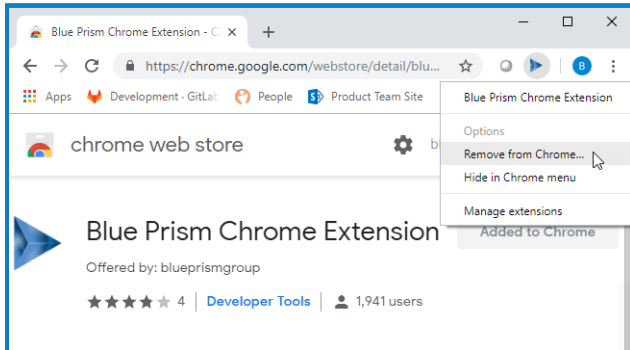 Blue Prism Chrome Extension - C
https://chrome.google.com/webstore/detail/blu...
B
Apps
Development · GitLab
People
Product Team Site
Blue Prism Chrome Extension
Options
Remove from Chrome...
Hide in Chrome menu
Manage extensions
chrome web store
bl
Blue Prism Chrome Extension
Added to Chrome
Offered by: blueprismgroup
4 Developer Tools 1,941 users